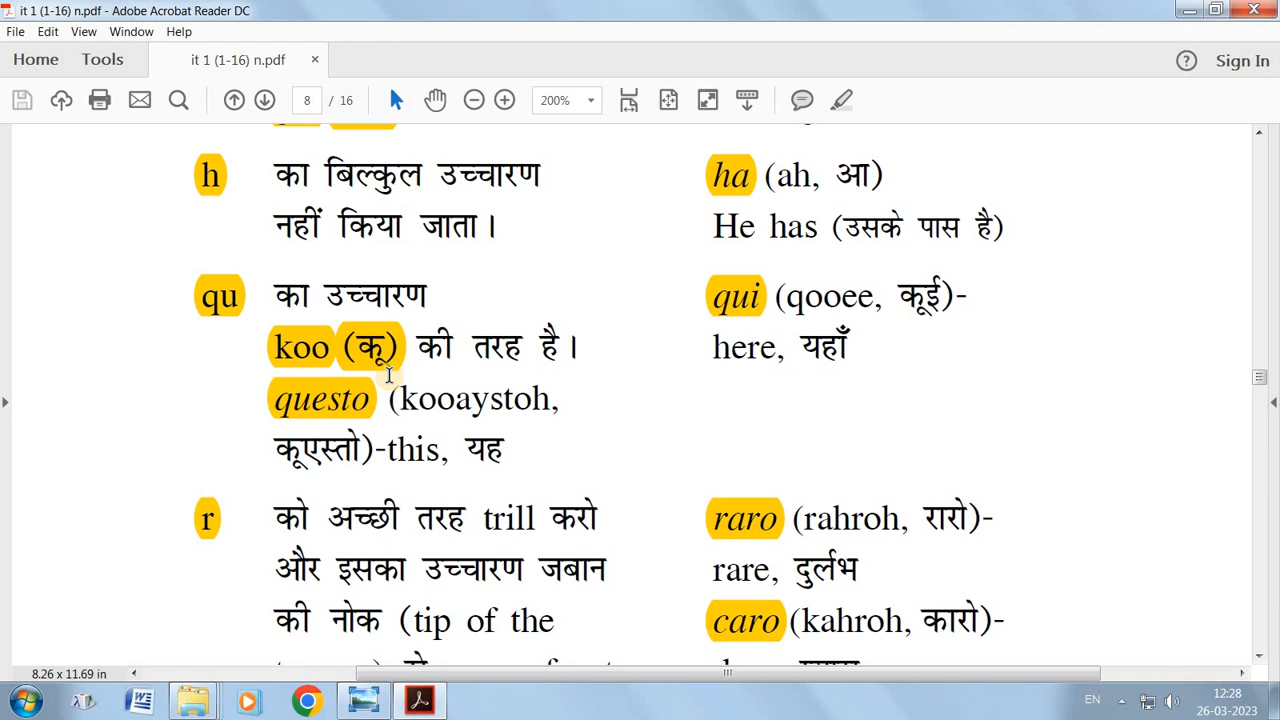 it 1 (1-16) n.pdf - Adobe Acrobat Reader DC
File Edit View Window Help
Home Tools it 1 (1-16) n.pdf × Sign In
8 / 16 200%
h का बिल्कुल उच्चारण ha (ah, आ)
नहीं किया जाता। He has (उसके पास है)
qu का उच्चारण qui (qooee, कूई)-
koo (कू) की तरह है। here, यहाँ
questo (kooaystoh,
कूएस्तो)-this, यह
r को अच्छी तरह trill करो raro (rahroh, रारो)-
और इसका उच्चारण जबान rare, दुर्लभ
की नोक (tip of the caro (kahroh, कारो)-
8.26 x 11.69 in
EN 12:28
26-03-2023